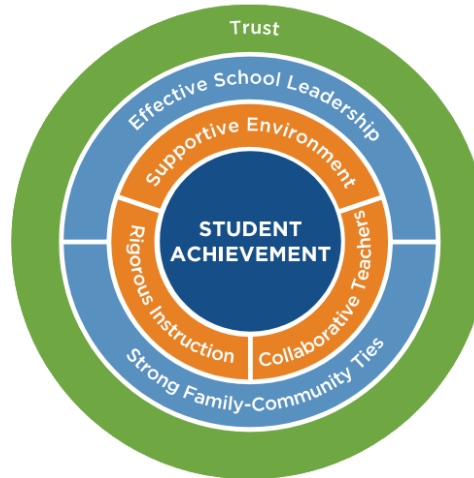 Trust
Effective School Leadership
Supportive Environment
STUDENT
ACHIEVEMENT
Rigorous Instruction
Collaborative Teachers
Strong Family-Community Ties